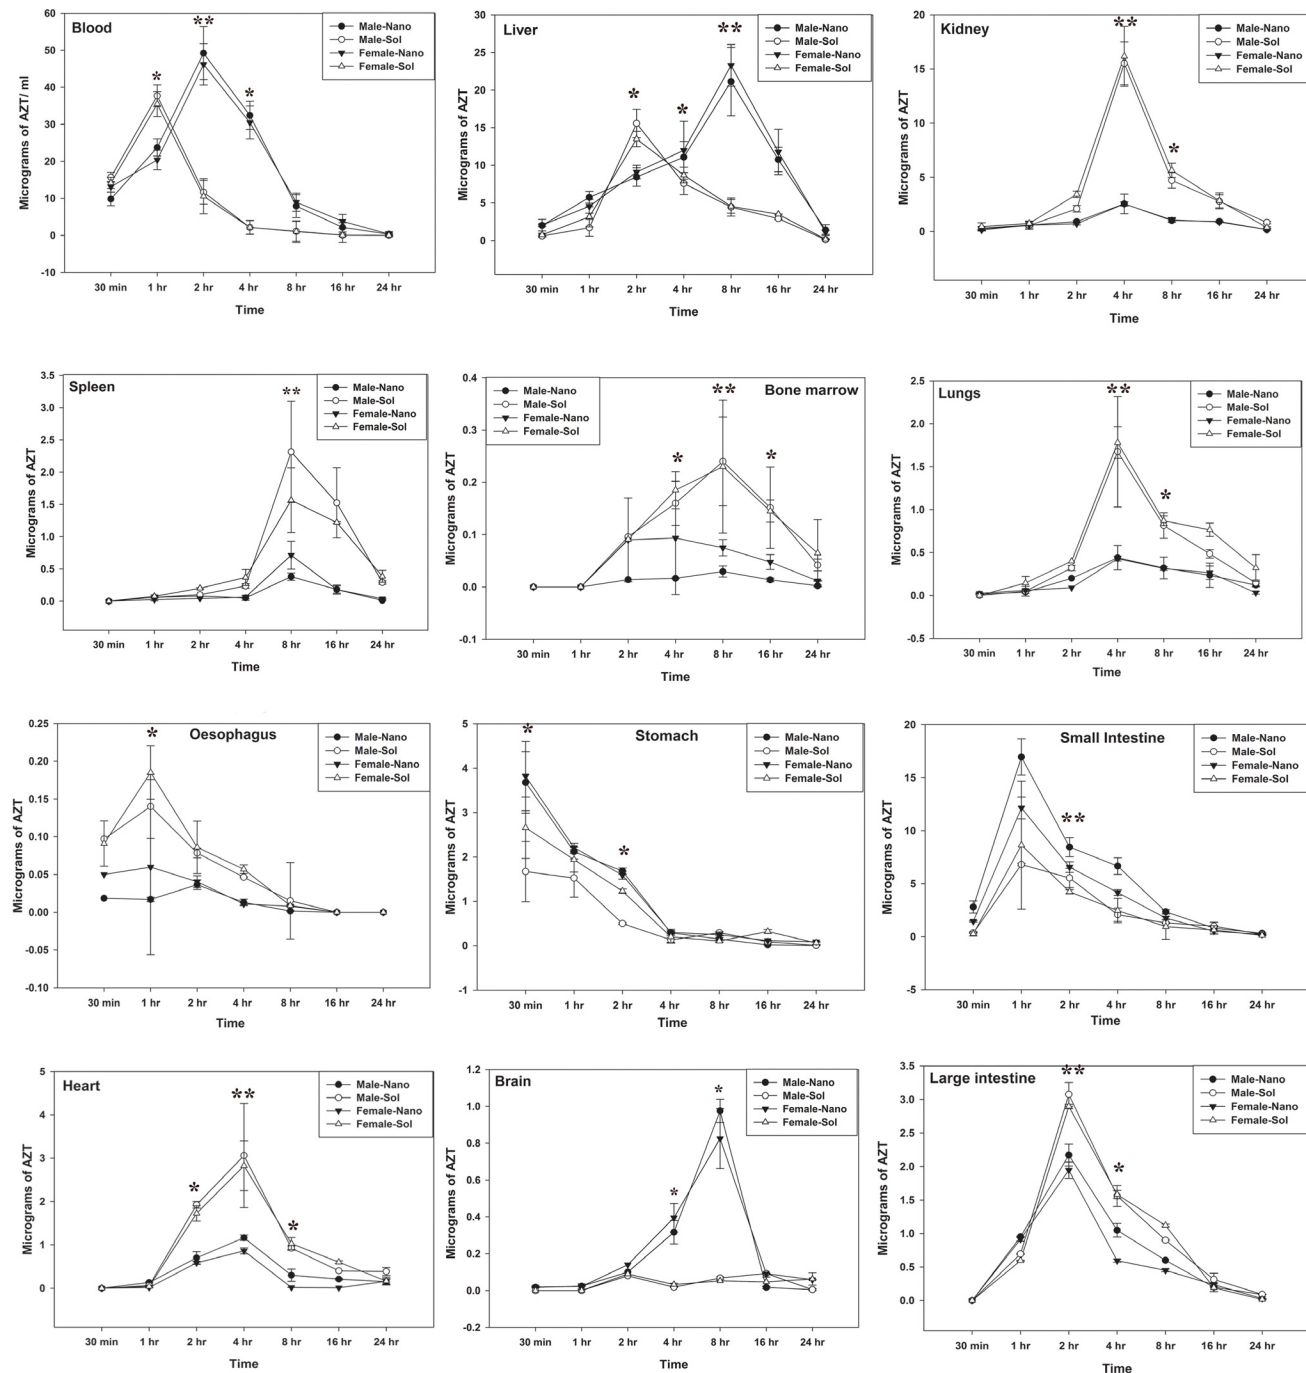 Blood
**
*
*
Male-Nano
Male-Sol
Female-Nano
Female-Sol
Micrograms of AZT/ ml
60
50
40
30
20
10
0
-10
30 min 1 hr 2 hr 4 hr 8 hr 16 hr 24 hr
Time
Liver
**
*
*
Male-Nano
Male-Sol
Female-Nano
Female-Sol
Micrograms of AZT
30
25
20
15
10
5
0
30 min 1 hr 2 hr 4 hr 8 hr 16 hr 24 hr
Time
Kidney
**
*
Male-Nano
Male-Sol
Female-Nano
Female-Sol
Micrograms of AZT
20
15
10
5
0
30 min 1 hr 2 hr 4 hr 8 hr 16 hr 24 hr
Time
Spleen
**
Male-Nano
Male-Sol
Female-Nano
Female-Sol
Micrograms of AZT
3.5
3.0
2.5
2.0
1.5
1.0
0.5
0.0
30 min 1 hr 2 hr 4 hr 8 hr 16 hr 24 hr
Time
Male-Nano
Male-Sol
Female-Nano
Female-Sol
Bone marrow
**
*
*
Micrograms of AZT
0.4
0.3
0.2
0.1
0.0
-0.1
30 min 1 hr 2 hr 4 hr 8 hr 16 hr 24 hr
Time
Lungs
**
*
Male-Nano
Male-Sol
Female-Nano
Female-Sol
Micrograms of AZT
2.5
2.0
1.5
1.0
0.5
0.0
-0.5
30 min 1 hr 2 hr 4 hr 8 hr 16 hr 24 hr
Time
Oesophagus
*
Male-Nano
Male-Sol
Female-Nano
Female-Sol
Micrograms of AZT
0.25
0.20
0.15
0.10
0.05
0.00
-0.05
-0.10
30 min 1 hr 2 hr 4 hr 8 hr 16 hr 24 hr
Time
Stomach
*
*
Male-Nano
Male-Sol
Female-Nano
Female-Sol
Micrograms of AZT
5
4
3
2
1
0
-1
30 min 1 hr 2 hr 4 hr 8 hr 16 hr 24 hr
Time
Small Intestine
**
Male-Nano
Male-Sol
Female-Nano
Female-Sol
Micrograms of AZT
20
15
10
5
0
-5
30 min 1 hr 2 hr 4 hr 8 hr 16 hr 24 hr
Time
Heart
**
*
*
Male-Nano
Male-Sol
Female-Nano
Female-Sol
Micrograms of AZT
5
4
3
2
1
0
30 min 1 hr 2 hr 4 hr 8 hr 16 hr 24 hr
Time
Brain
*
*
Male-Nano
Male-Sol
Female-Nano
Female-Sol
Micrograms of AZT
1.2
1.0
0.8
0.6
0.4
0.2
0.0
-0.2
30 min 1 hr 2 hr 4 hr 8 hr 16 hr 24 hr
Time
Large intestine
**
*
Male-Nano
Male-Sol
Female-Nano
Female-Sol
Micrograms of AZT
3.5
3.0
2.5
2.0
1.5
1.0
0.5
0.0
30 min 1 hr 2 hr 4 hr 8 hr 16 hr 24 hr
Time